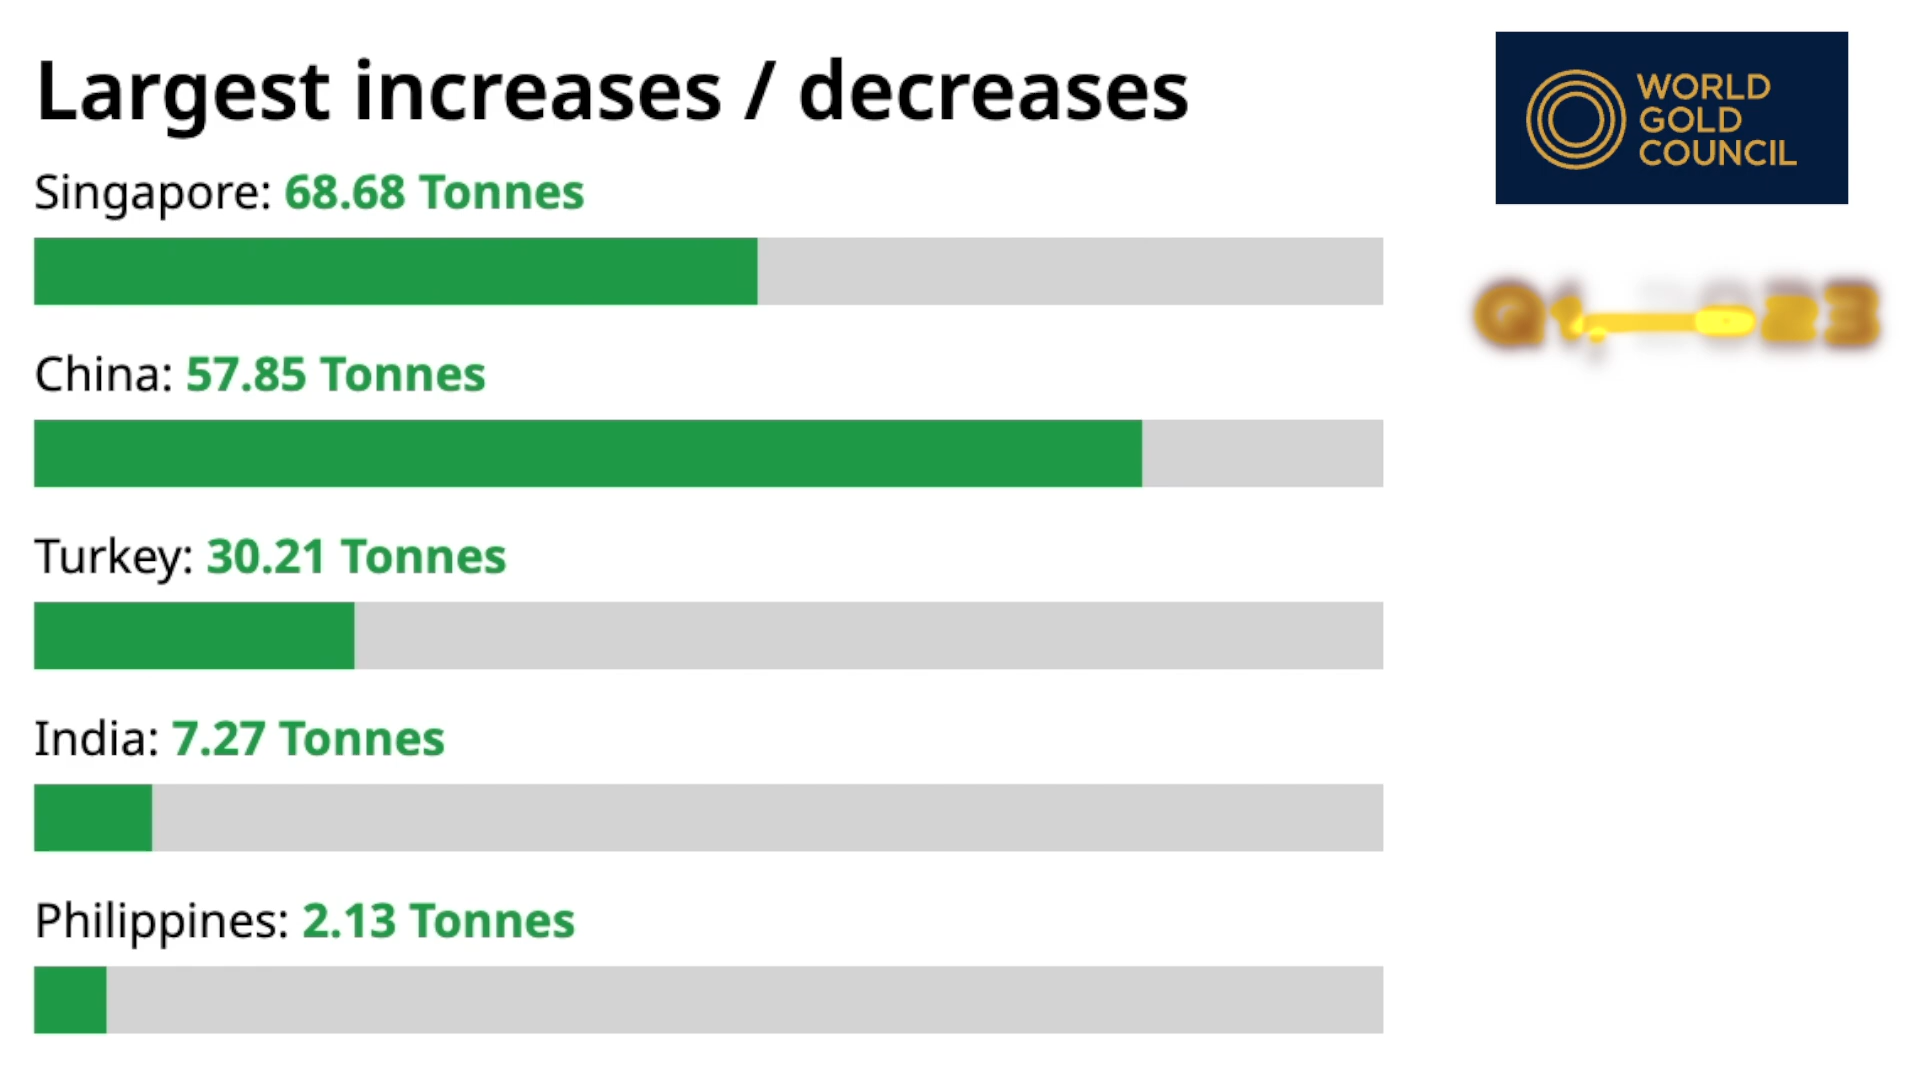 Largest increases / decreases
WORLD
GOLD
COUNCIL
Singapore: 68.68 Tonnes
China: 57.85 Tonnes
Turkey: 30.21 Tonnes
India: 7.27 Tonnes
Philippines: 2.13 Tonnes